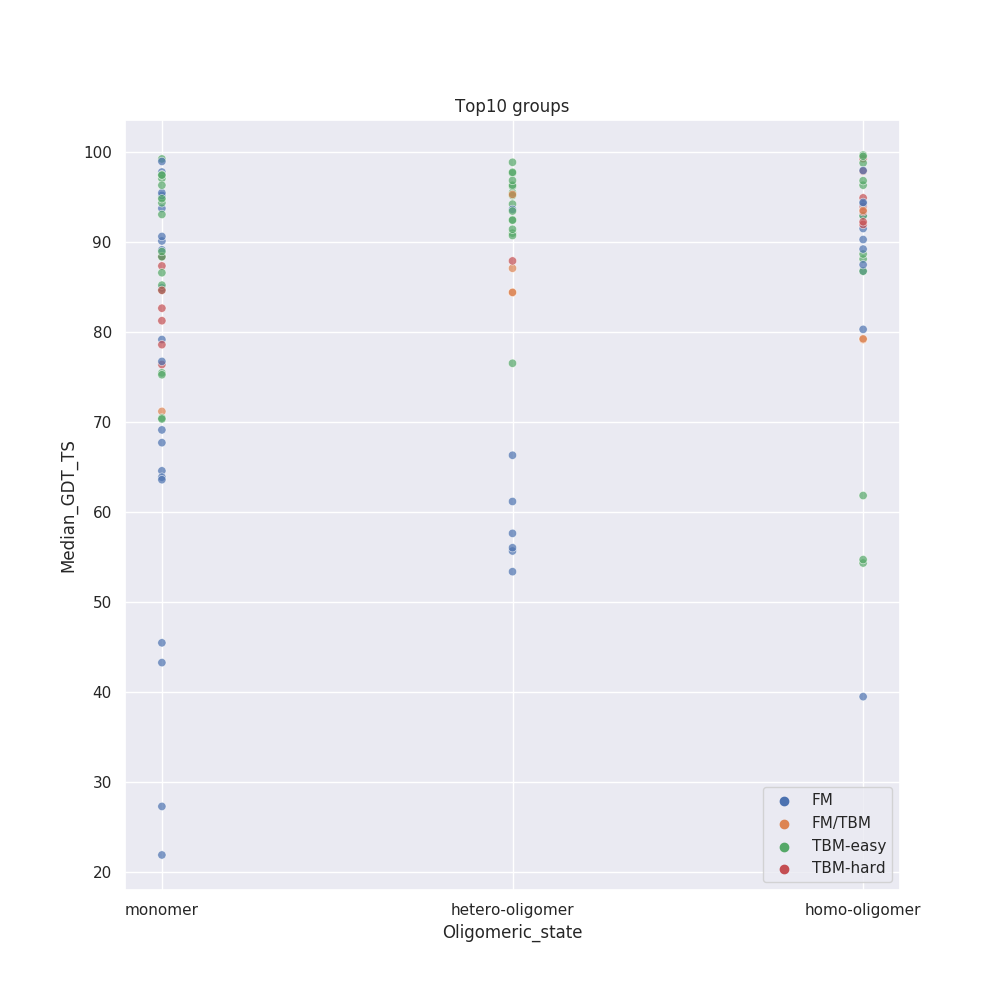 Top10 groups
100
90
80
70
60
50
40
30
20
Median_GDT_TS
FM
FM/TBM
TBM-easy
TBM-hard
monomer
hetero-oligomer
homo-oligomer
Oligomeric_state